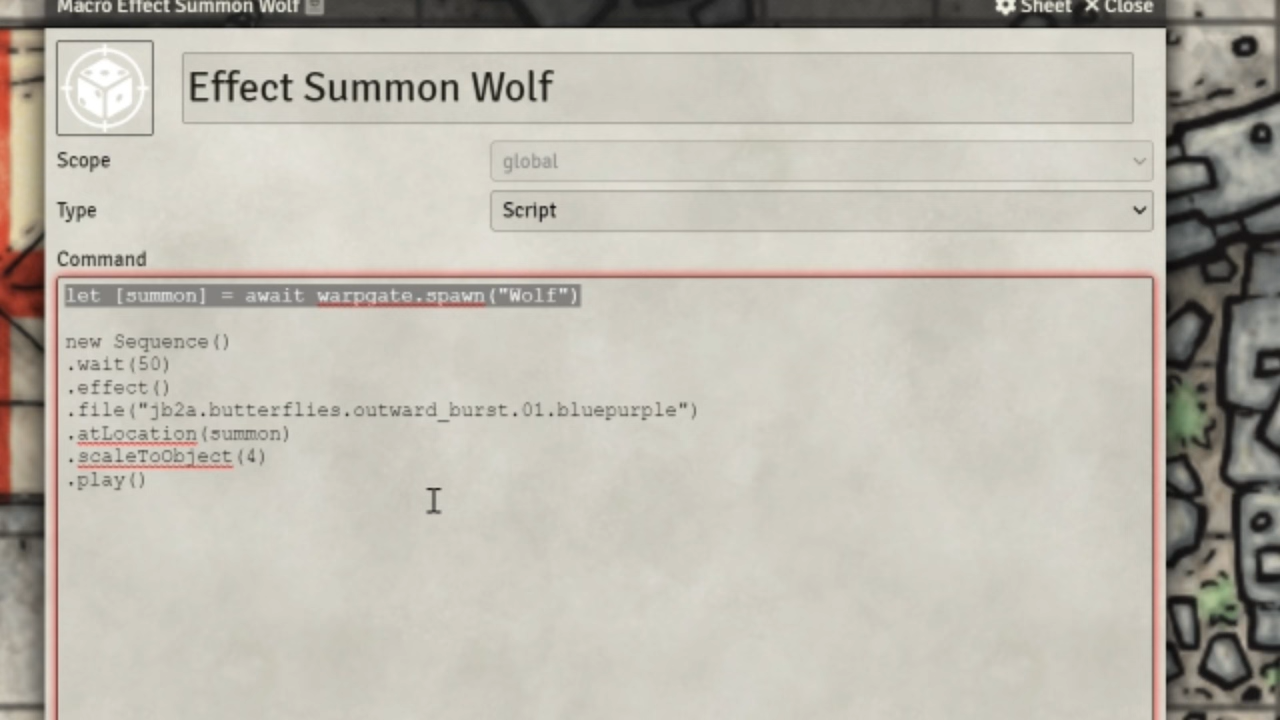 Macro Effect Summon Wolf
Sheet
Close
Effect Summon Wolf
Scope
global
Type
Script
Command
let [summon] = await warpgate.spawn("Wolf")
new Sequence()
.wait(50)
.effect()
.file("jb2a.butterflies.outward_burst.01.bluepurple")
.atLocation(summon)
.scaleToObject(4)
.play()